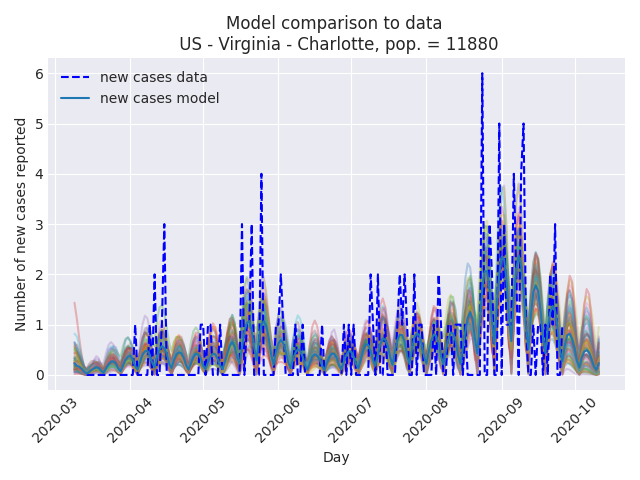 Model comparison to data
US - Virginia - Charlotte, pop. = 11880
new cases data
new cases model
Number of new cases reported
6
5
4
3
2
1
0
2020-03
2020-04
2020-05
2020-06
2020-07
2020-08
2020-09
2020-10
Day